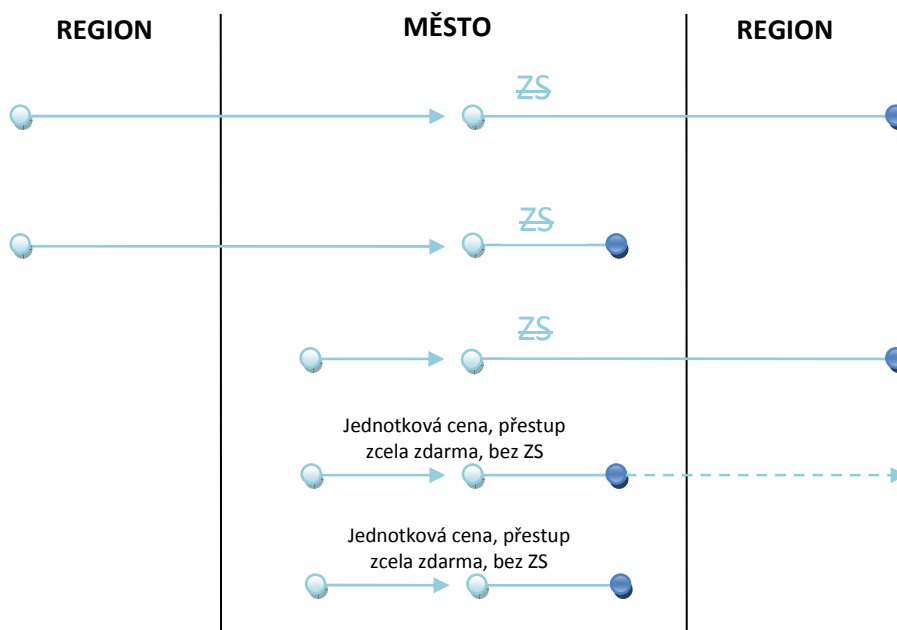 REGION
MĚSTO
REGION
ZS
ZS
ZS
Jednotková cena, přestup
zcela zdarma, bez ZS
Jednotková cena, přestup
zcela zdarma, bez ZS